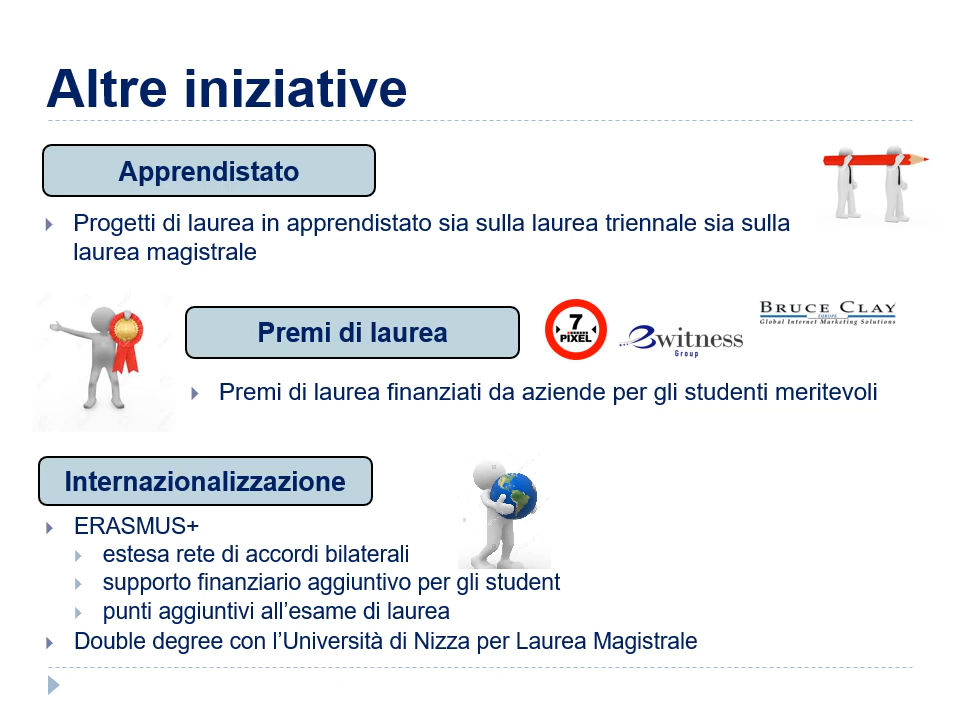 Altre iniziative
Apprendistato
Progetti di laurea in apprendistato sia sulla laurea triennale sia sulla
laurea magistrale
Premi di laurea
7
PIXEL
ewitness
Group
BRUCE CLAY
EUROPE
Global Internet Marketing Solutions
Premi di laurea finanziati da aziende per gli studenti meritevoli
Internazionalizzazione
ERASMUS+
estesa rete di accordi bilaterali
supporto finanziario aggiuntivo per gli student
punti aggiuntivi all’esame di laurea
Double degree con l’Università di Nizza per Laurea Magistrale